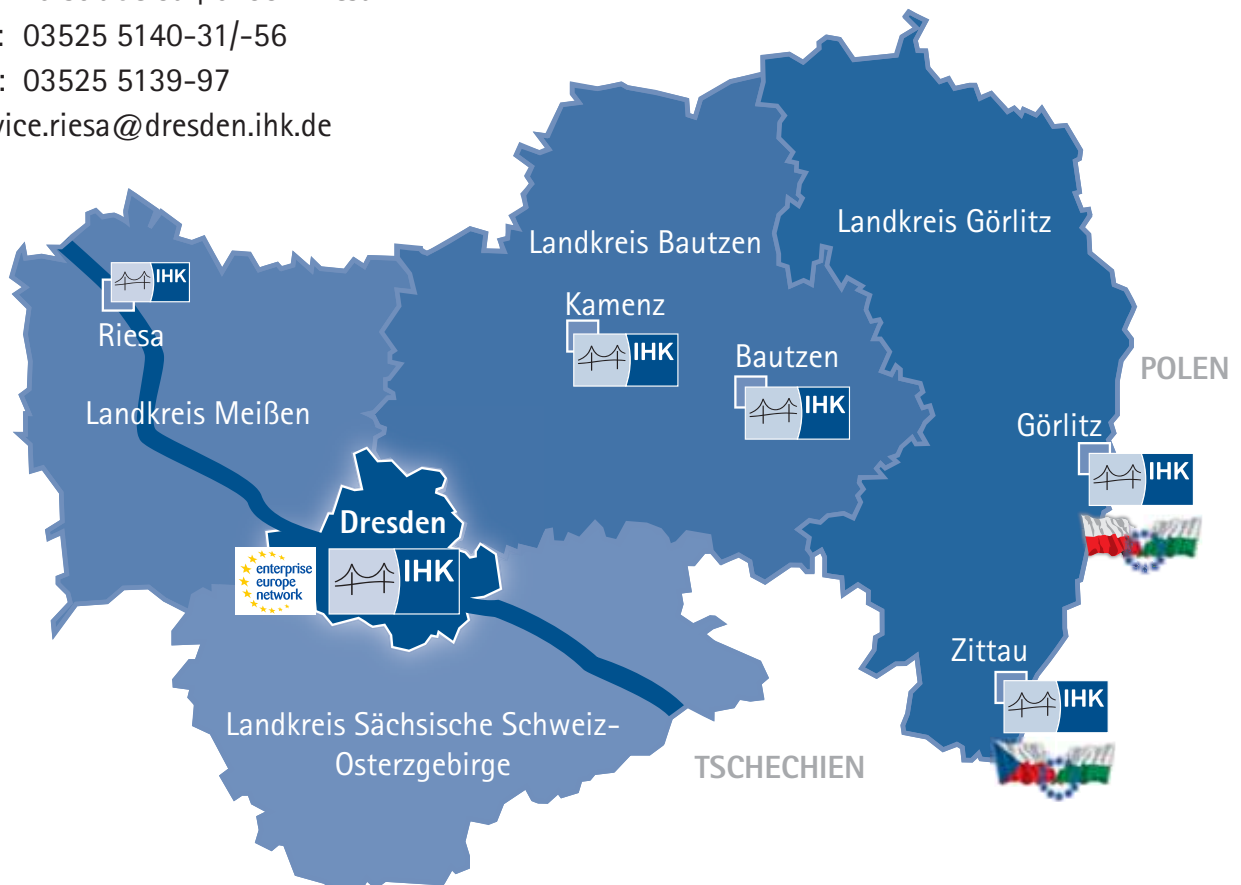 : 03525 5140-31/-56
: 03525 5139-97
vice.riesa@dresden.ihk.de
Landkreis Görlitz
Landkreis Bautzen
IHK
Riesa
Kamenz
IHK
Bautzen
IHK
POLEN
Landkreis Meißen
Görlitz
IHK
Dresden
enterprise
europe
network
IHK
Zittau
IHK
Landkreis Sächsische Schweiz-
Osterzgebirge
TSCHECHIEN